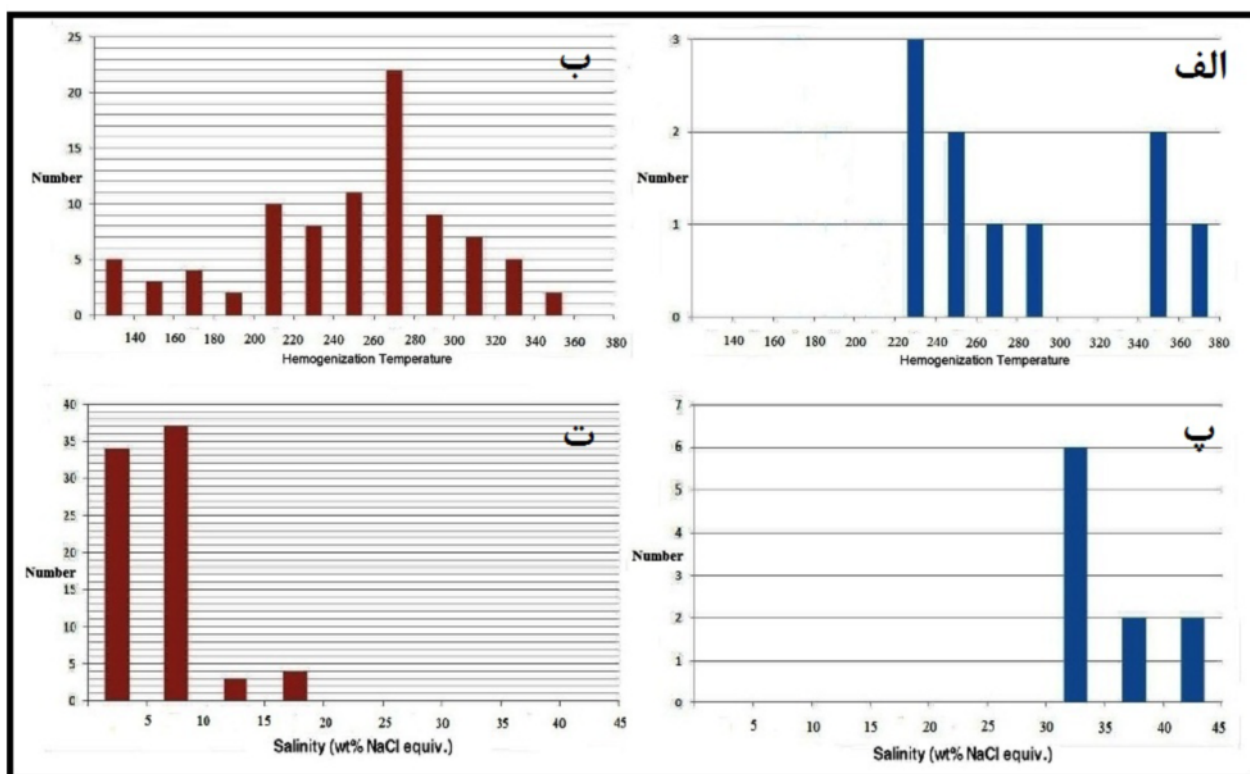 ب
25
20
15
Number
10
5
0
140 160 180 200 220 240 260 280 300 320 340 360 380
Hemogenization Temperature
الف
3
2
Number
1
0
140 160 180 200 220 240 260 280 300 320 340 360 380
Hemogenization Temperature
ت
40
35
30
25
20
Number
15
10
5
0
5 10 15 20 25 30 35 40 45
Salinity (wt% NaCl equiv.)
پ
7
6
5
4
Number
3
2
1
0
5 10 15 20 25 30 35 40 45
Salinity (wt% NaCl equiv.)